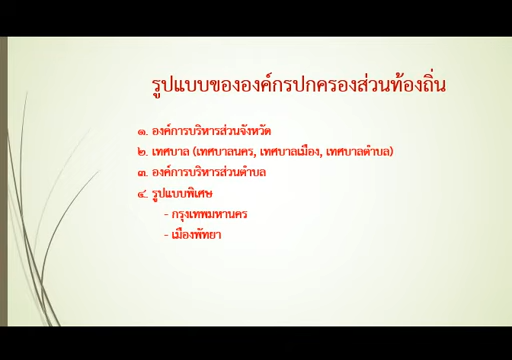 รูปแบบขององค์กรปกครองส่วนท้องถิ่น
๑. องค์การบริหารส่วนจังหวัด
๒. เทศบาล (เทศบาลนคร, เทศบาลเมือง, เทศบาลตำบล)
๓. องค์การบริหารส่วนตำบล
๔. รูปแบบพิเศษ
- กรุงเทพมหานคร
- เมืองพัทยา